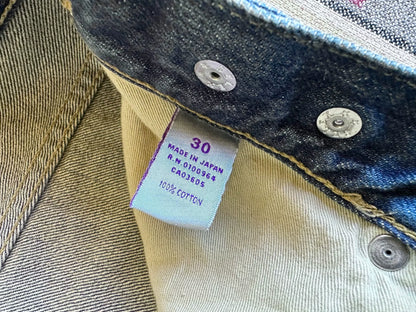 30
MADE IN JAPAN
R.N.0100964
CA03605
100% COTTON